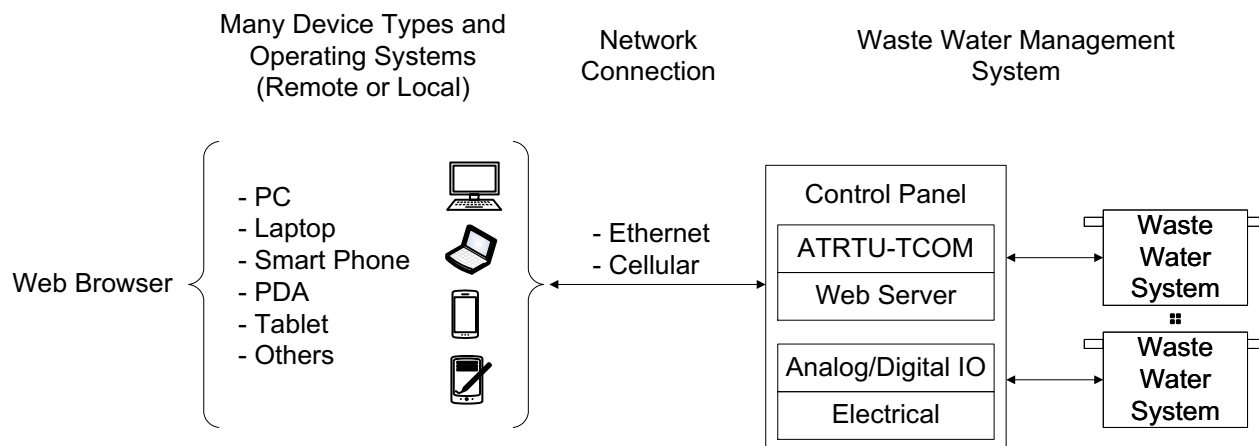 Many Device Types and
Operating Systems
(Remote or Local)
Network
Connection
Waste Water Management
System
Web Browser
- PC
- Laptop
- Smart Phone
- PDA
- Tablet
- Others
- Ethernet
- Cellular
Control Panel
ATRTU-TCOM
Web Server
Analog/Digital IO
Electrical
Waste
Water
System
Waste
Water
System